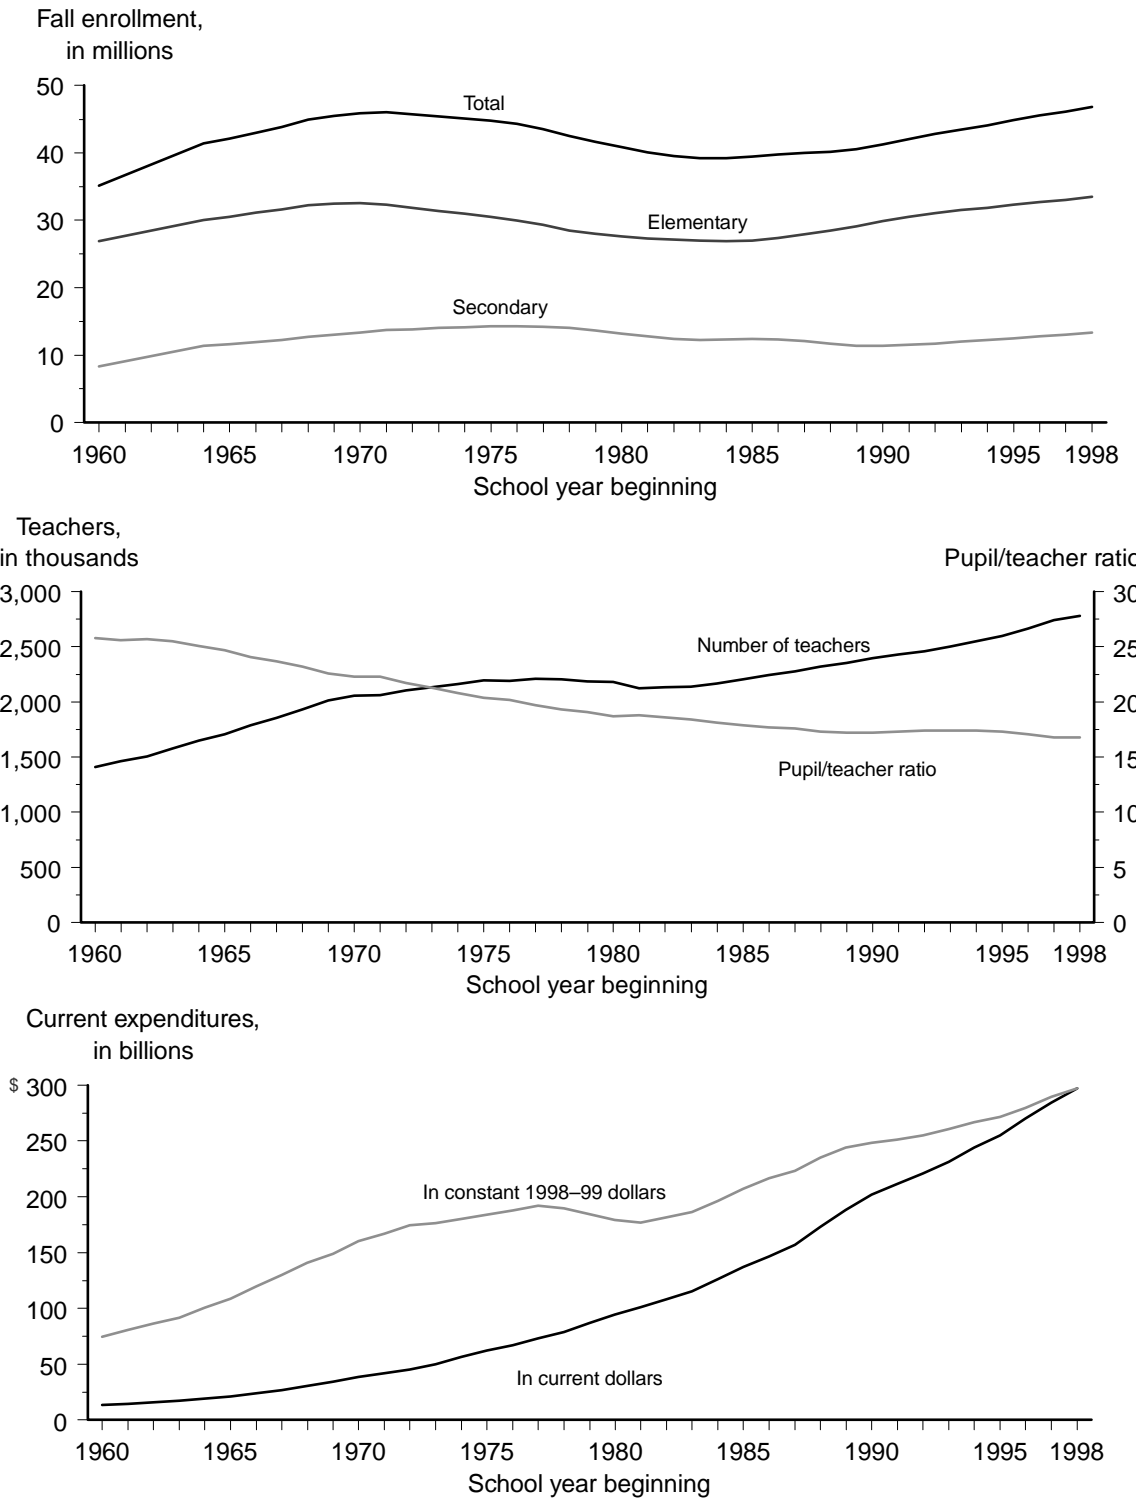 Fall enrollment,
in millions
50
40
30
20
10
0
Total
Elementary
Secondary
1960 1965 1970 1975 1980 1985 1990 1995 1998
School year beginning
Teachers,
in thousands
Pupil/teacher ratio
3,000
2,500
2,000
1,500
1,000
500
0
Number of teachers
Pupil/teacher ratio
30
25
20
15
10
5
0
1960 1965 1970 1975 1980 1985 1990 1995 1998
School year beginning
Current expenditures,
in billions
$ 300
250
200
150
100
50
0
In constant 1998–99 dollars
In current dollars
1960 1965 1970 1975 1980 1985 1990 1995 1998
School year beginning